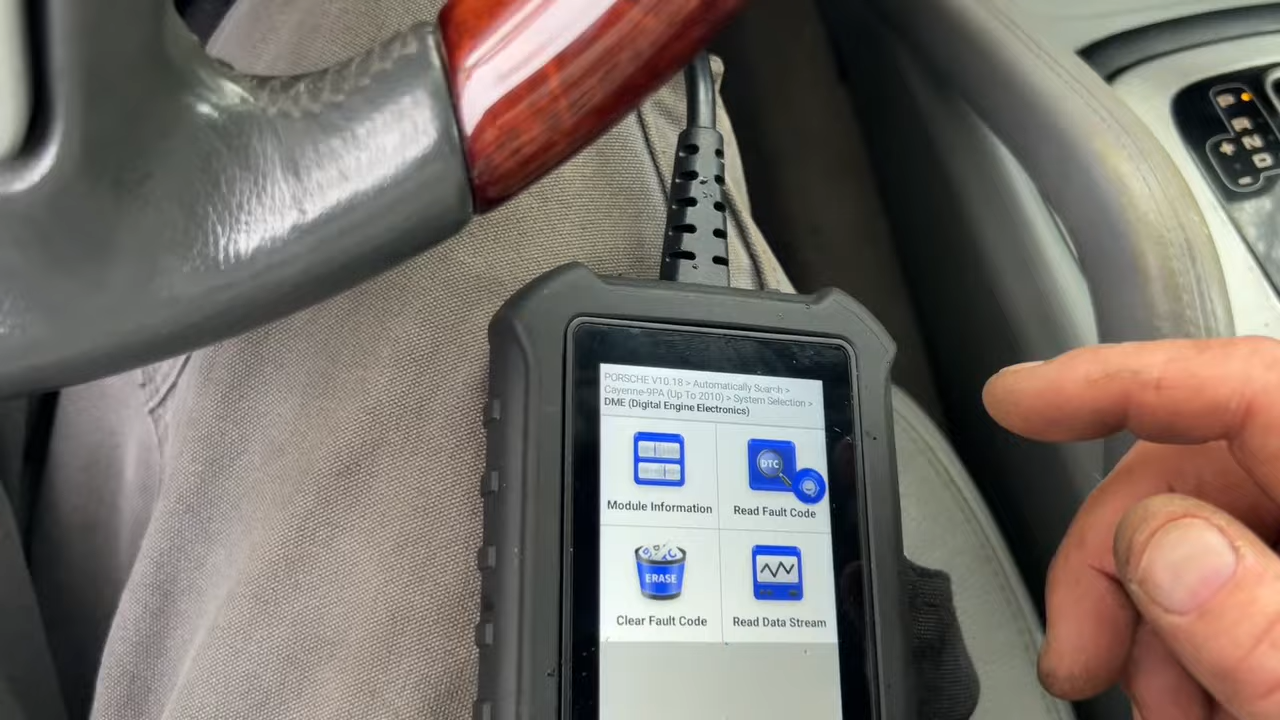 PORSCHE V10.18 > Automatically Search >
Cayenne-9PA (Up To 2010) > System Selection >
DME (Digital Engine Electronics)
DTC
Module Information
Read Fault Code
ERASE
Clear Fault Code
Read Data Stream
P
R
N
D
+
-